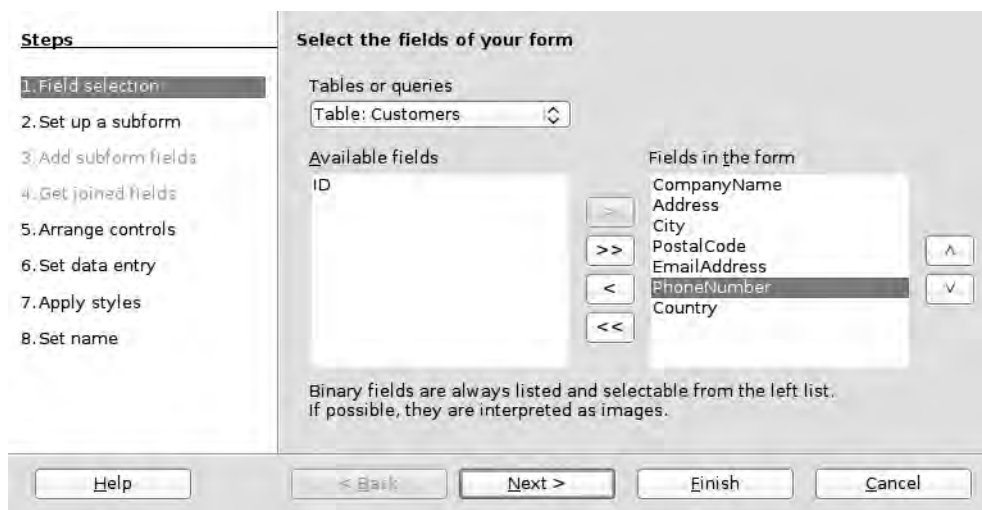 Steps
1. Field selection
2. Set up a subform
3. Add subform fields
4. Get joined fields
5. Arrange controls
6. Set data entry
7. Apply styles
8. Set name
Select the fields of your form
Tables or queries
Table: Customers
Available fields
ID
>
>>
<
<<
Fields in the form
CompanyName
Address
City
PostalCode
EmailAddress
PhoneNumber
Country
Binary fields are always listed and selectable from the left list.
If possible, they are interpreted as images.
Help
< Back
Next >
Finish
Cancel